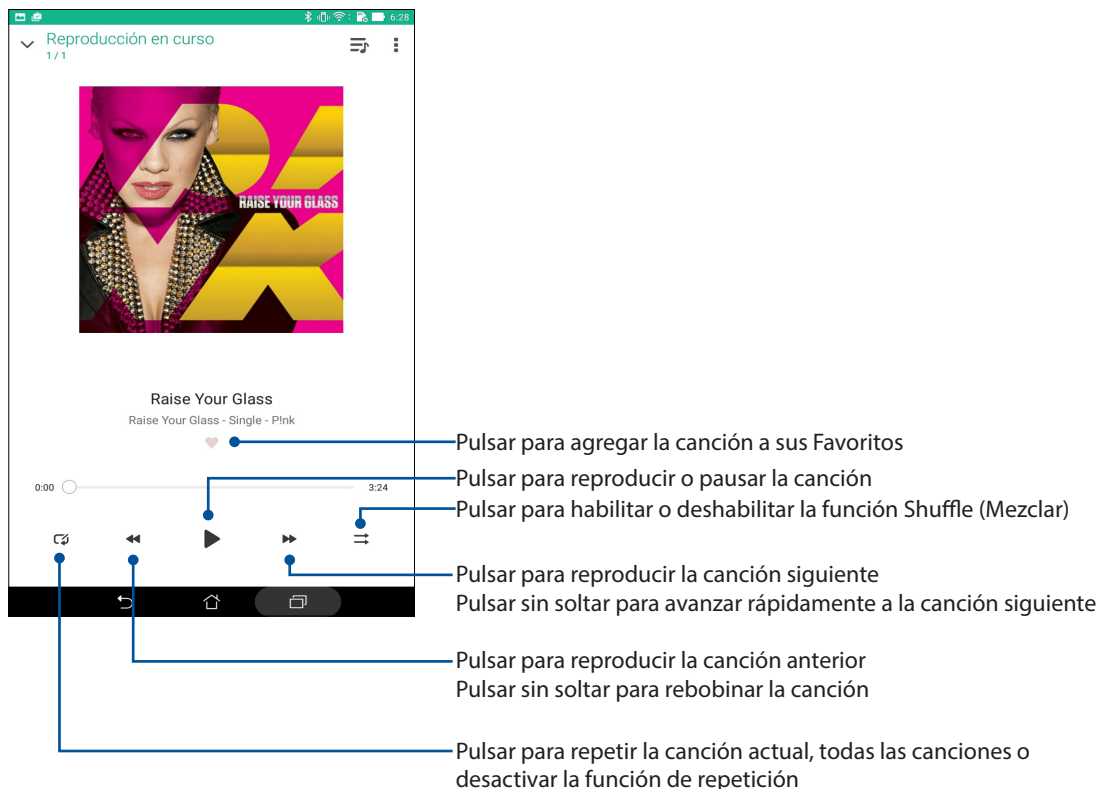 6:28
Reproducción en curso
1/1
RAISE YOUR GLASS
Raise Your Glass
Raise Your Glass - Single - P!nk
Pulsar para agregar la canción a sus Favoritos
Pulsar para reproducir o pausar la canción
0:00 3:24
Pulsar para habilitar o deshabilitar la función Shuffle (Mezclar)
Pulsar para reproducir la canción siguiente
Pulsar sin soltar para avanzar rápidamente a la canción siguiente
Pulsar para reproducir la canción anterior
Pulsar sin soltar para rebobinar la canción
Pulsar para repetir la canción actual, todas las canciones o
desactivar la función de repetición